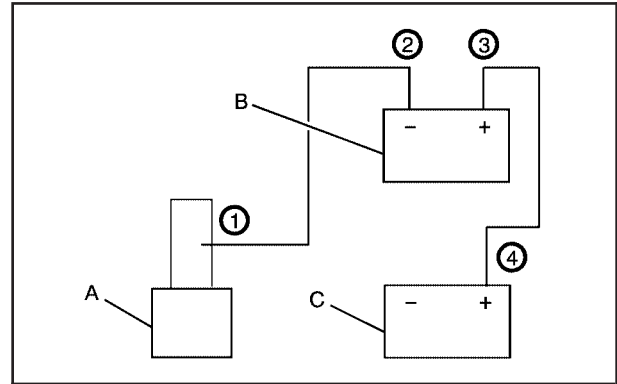 ② ③
B
− +
①
④
A
C
− +